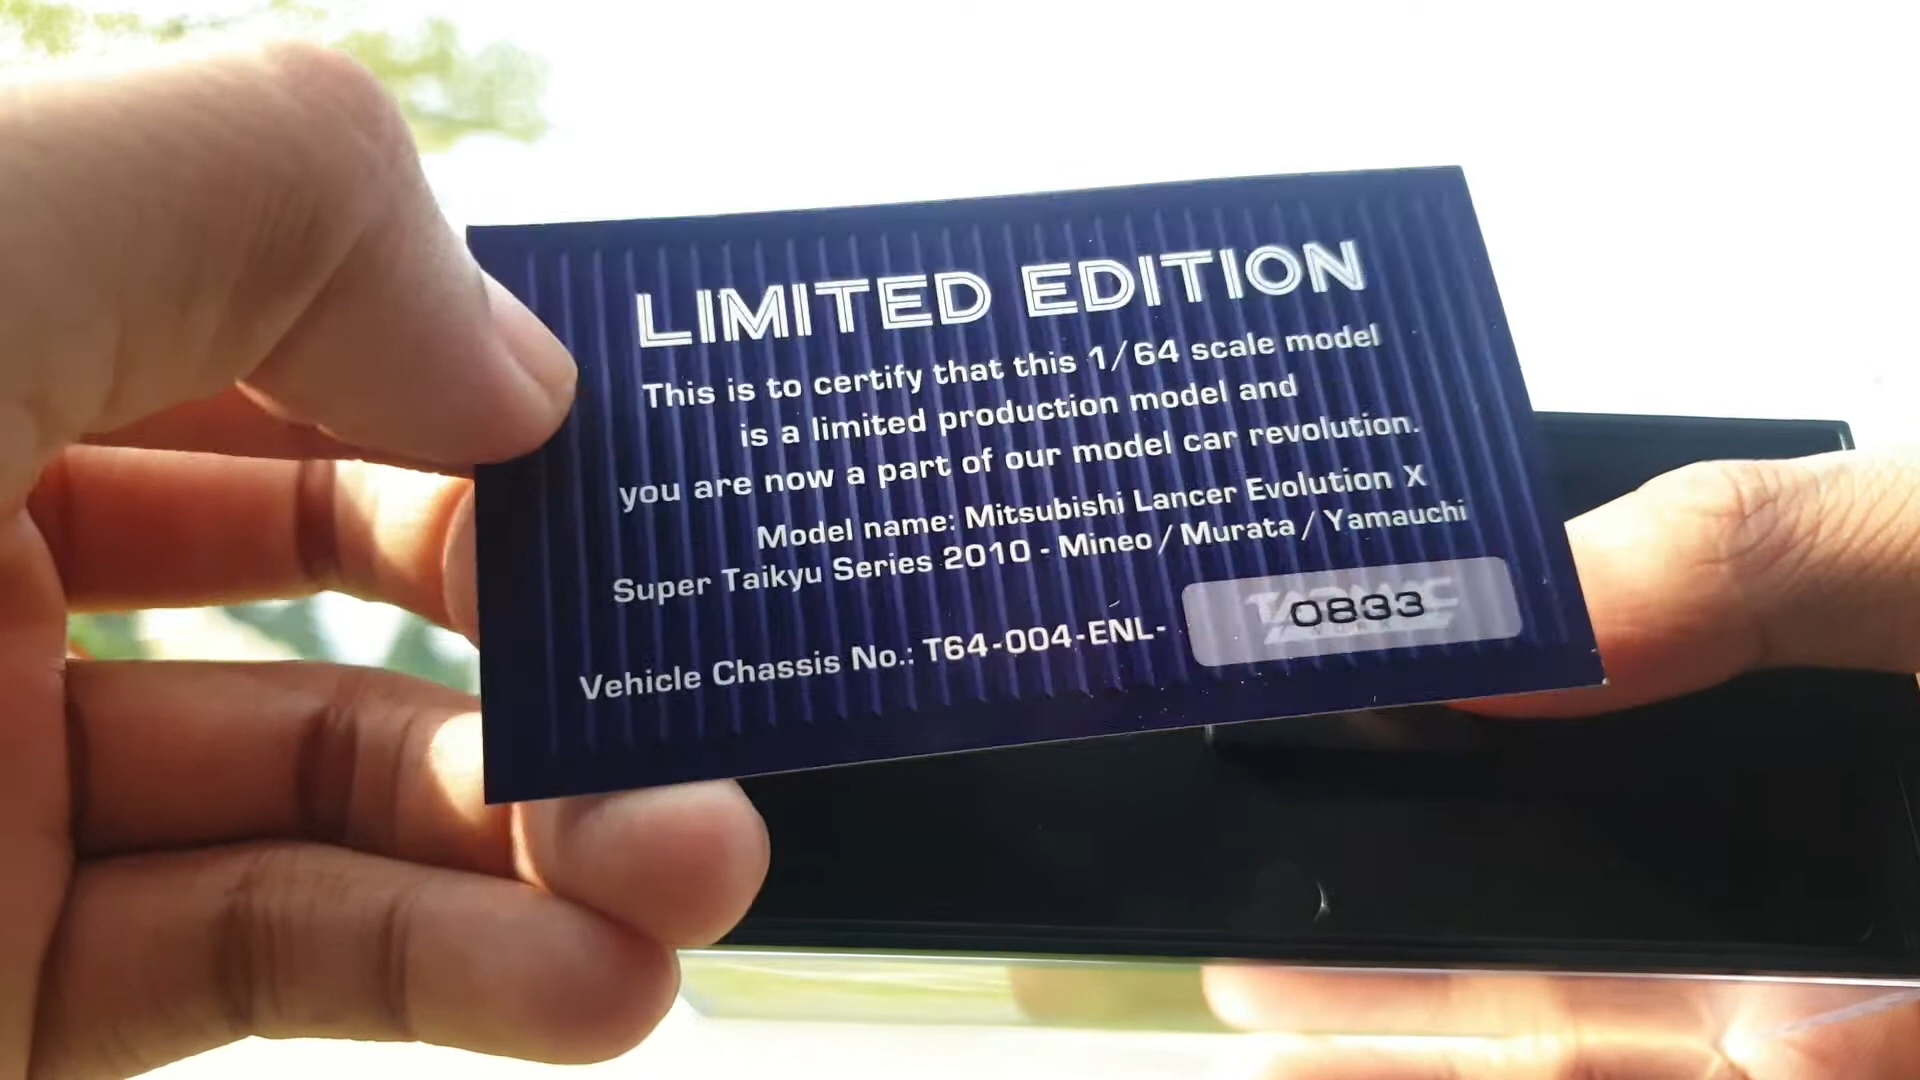 LIMITED EDITION
This is to certify that this 1/64 scale model
is a limited production model and
you are now a part of our model car revolution.
Model name: Mitsubishi Lancer Evolution X
Super Taikyu Series 2010 - Mineo / Murata / Yamauchi
Vehicle Chassis No.: T64-004-ENL- 0833